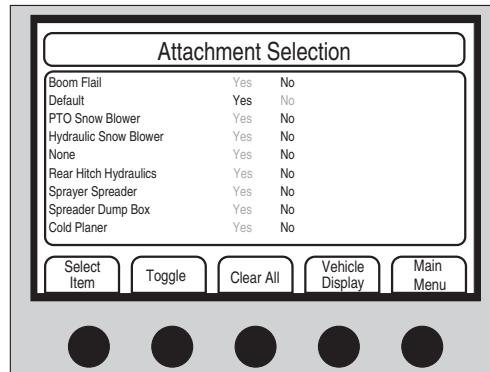 Attachment Selection
Boom Flail Yes No
Default Yes No
PTO Snow Blower Yes No
Hydraulic Snow Blower Yes No
None Yes No
Rear Hitch Hydraulics Yes No
Sprayer Spreader Yes No
Spreader Dump Box Yes No
Cold Planer Yes No
Select Item Toggle Clear All Vehicle Display Main Menu